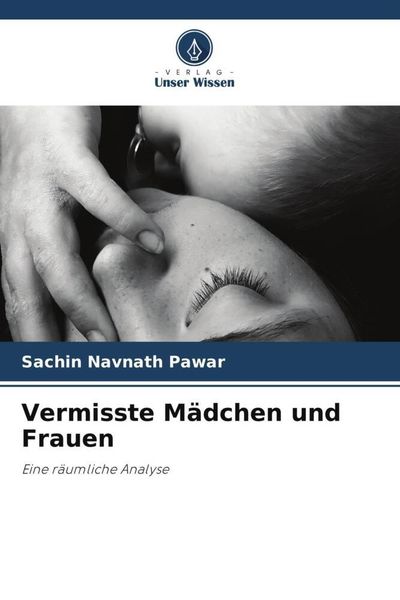 - VERLAG -
Unser Wissen
Sachin Navnath Pawar
Vermisste Mädchen und
Frauen
Eine räumliche Analyse